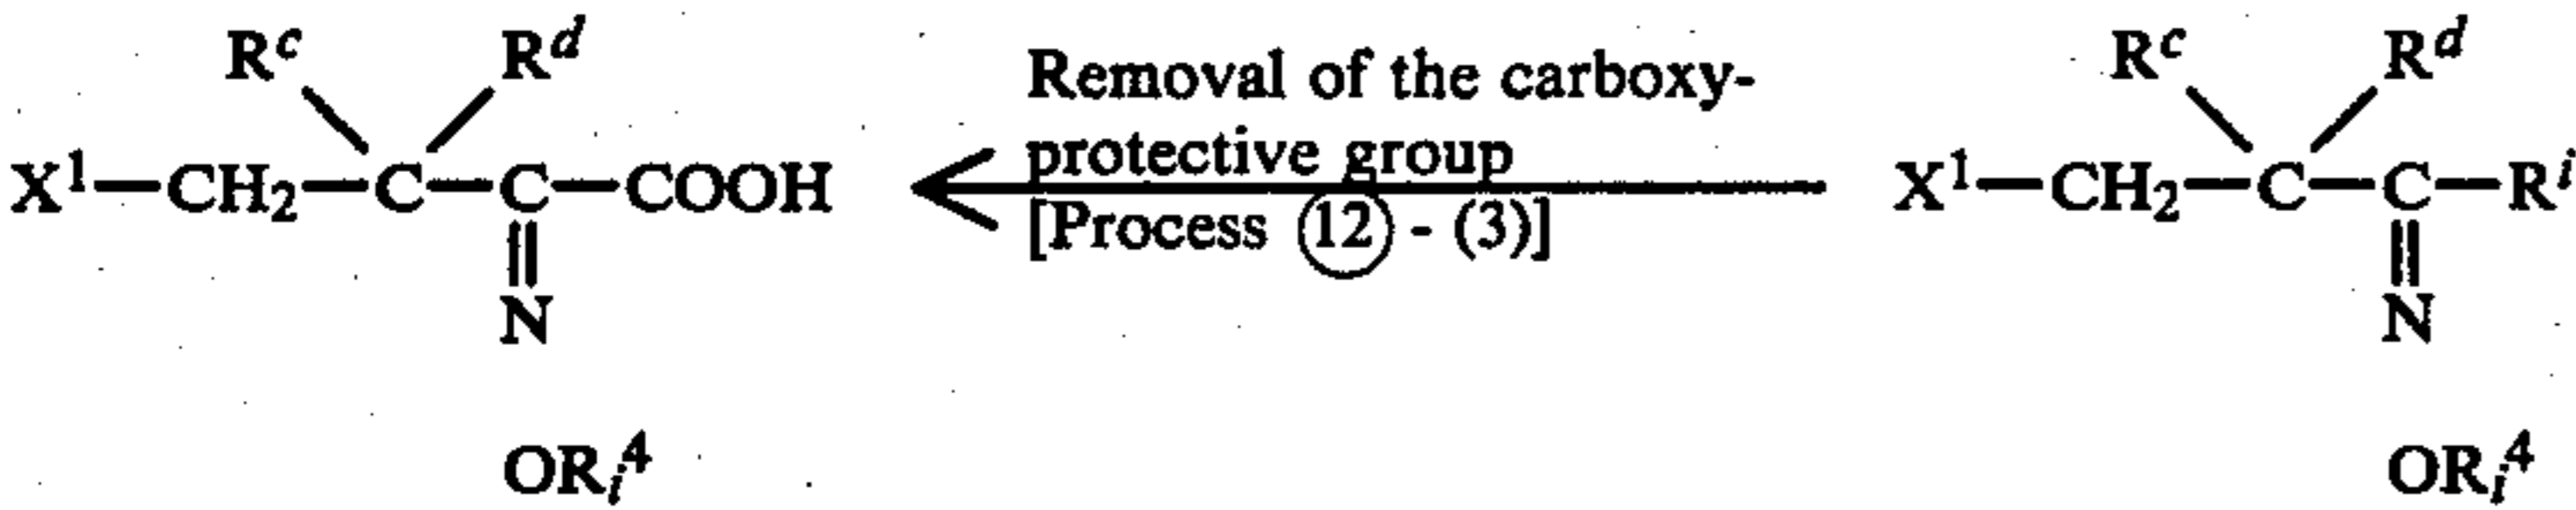 R^c R^d Removal of the carboxy- R^c R^d
protective group
X^1—CH_2—C—C—COOH X^1—CH_2—C—C—R^i
[Process ⑫ - (3)]
N N
OR_i^4 OR_i^4